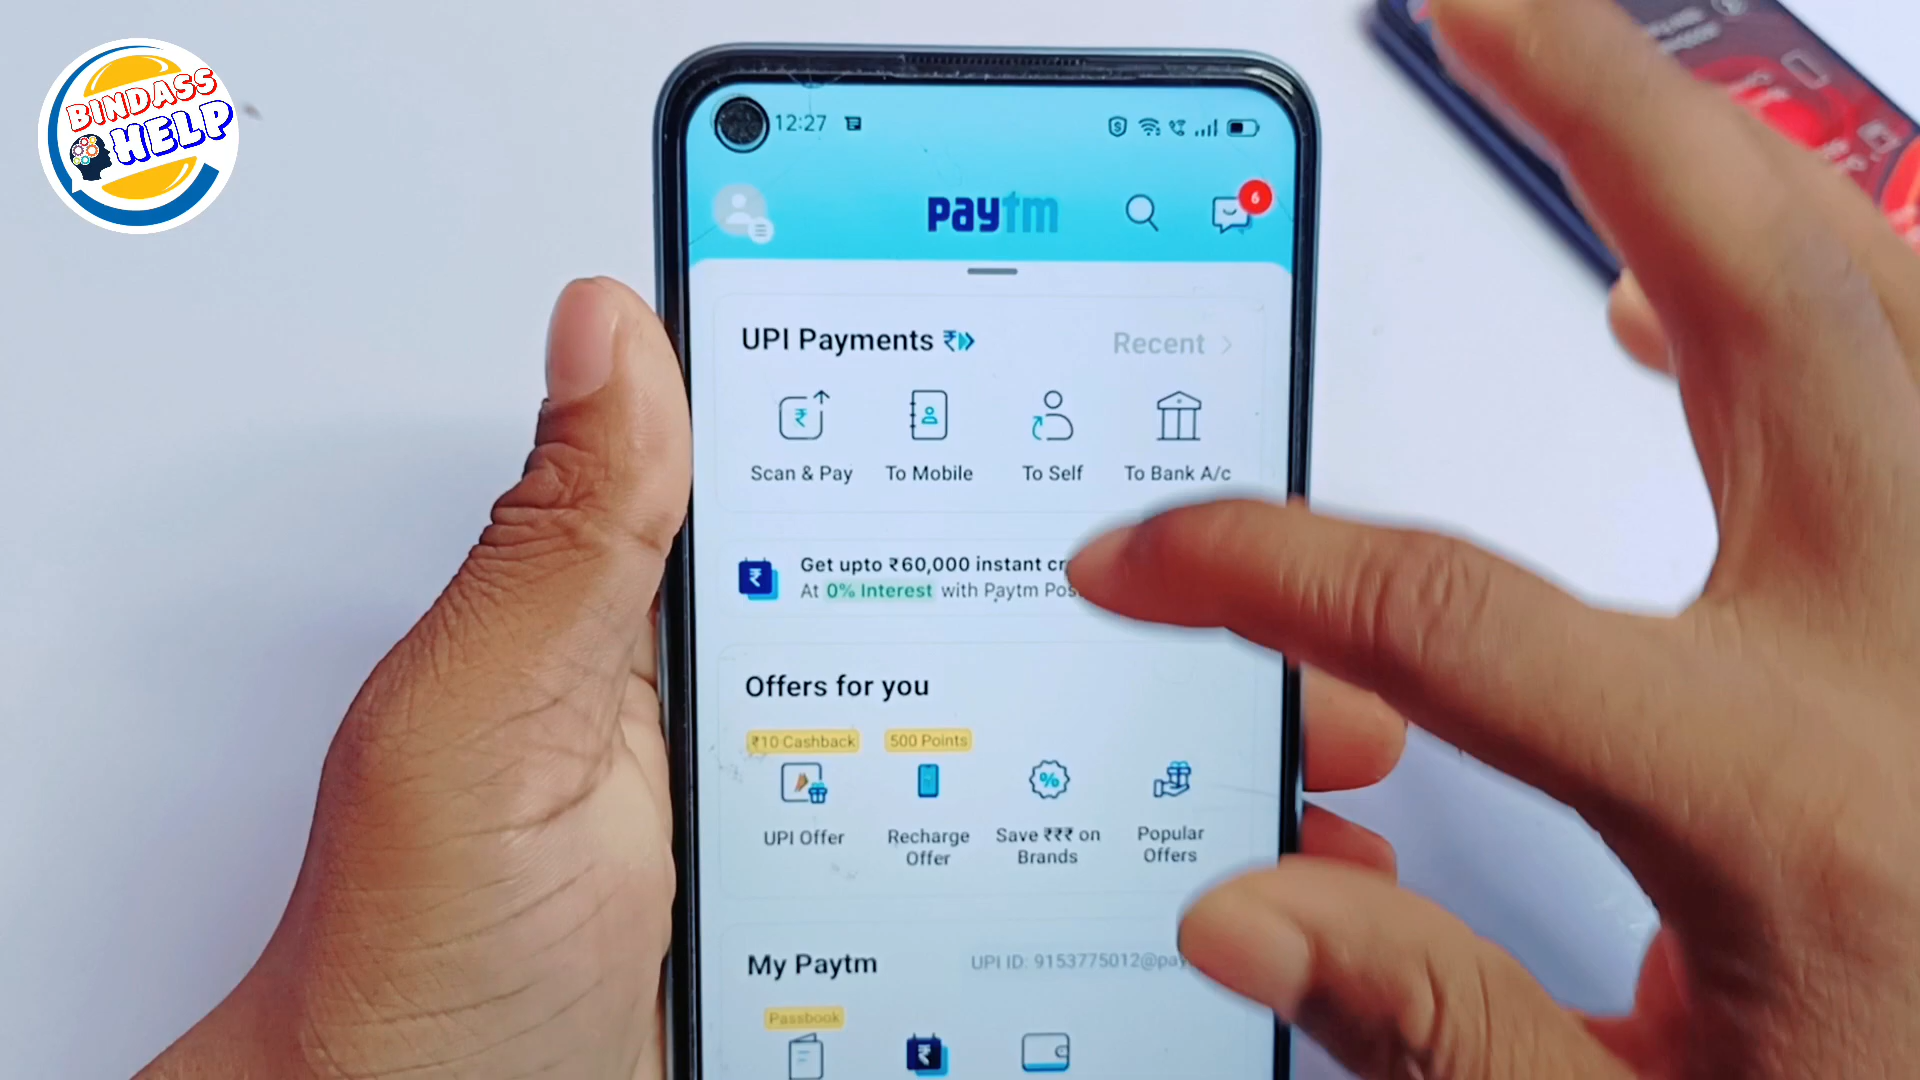 BINDASS
HELP
12:27
paytm
6
UPI Payments
Recent
Scan & Pay
To Mobile
To Self
To Bank A/c
Get upto ₹60,000 instant
At 0% Interest with Paytm
Offers for you
₹10 Cashback
500 Points
UPI Offer
Recharge
Offer
Save ₹₹₹ on
Brands
Popular
Offers
My Paytm
UPI ID: 9153775012@pay
Passbook